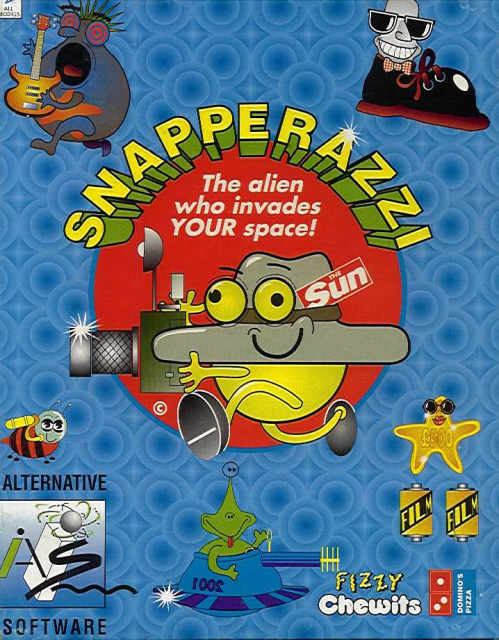 ALL
MODELS
SNAPPERAZZI
The alien
who invades
YOUR space!
THE
Sun
©
£500
ALTERNATIVE
FILM
FILM
2001
FIZZY
Chewits
DOMINO'S
PIZZA
SOFTWARE